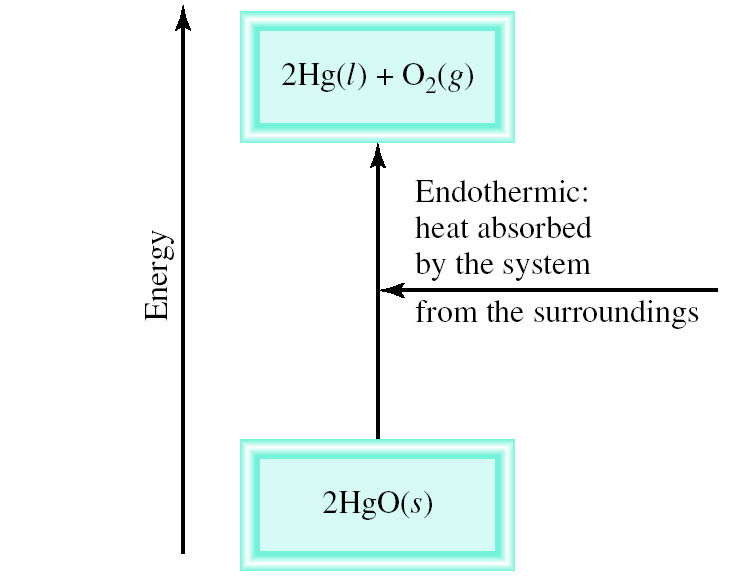 2Hg(l) + O₂(g)
Endothermic:
heat absorbed
by the system
from the surroundings
Energy
2HgO(s)